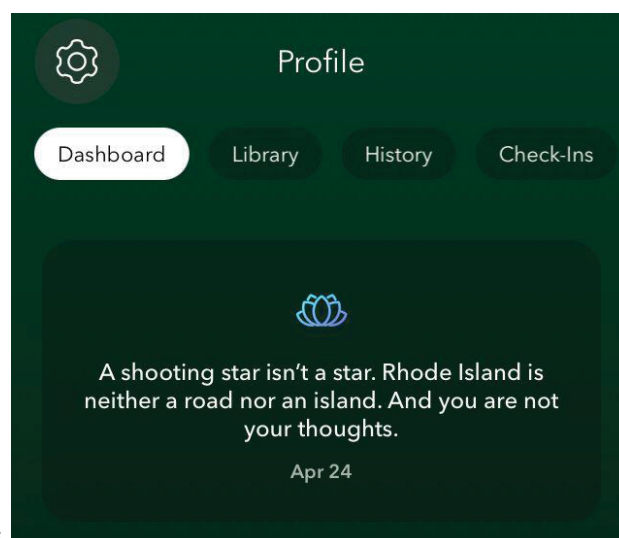 Profile
Dashboard Library History Check-Ins
A shooting star isn’t a star. Rhode Island is
neither a road nor an island. And you are not
your thoughts.
Apr 24